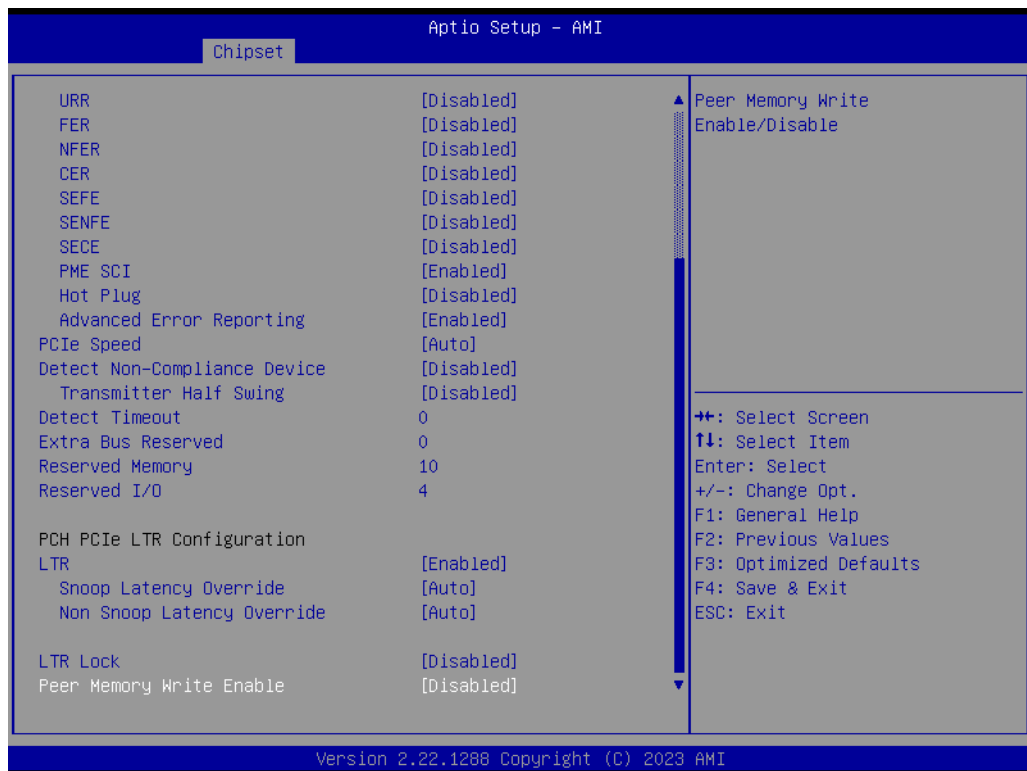 Aptio Setup - AMI
Chipset
URR [Disabled]
FER [Disabled]
NFER [Disabled]
CER [Disabled]
SEFE [Disabled]
SENFE [Disabled]
SECE [Disabled]
PME SCI [Enabled]
Hot Plug [Disabled]
Advanced Error Reporting [Enabled]
PCIe Speed [Auto]
Detect Non-Compliance Device [Disabled]
Transmitter Half Swing [Disabled]
Detect Timeout 0
Extra Bus Reserved 0
Reserved Memory 10
Reserved I/O 4
PCH PCIe LTR Configuration
LTR [Enabled]
Snoop Latency Override [Auto]
Non Snoop Latency Override [Auto]
LTR Lock [Disabled]
Peer Memory Write Enable [Disabled]
Peer Memory Write
Enable/Disable
→←: Select Screen
↑↓: Select Item
Enter: Select
+/-: Change Opt.
F1: General Help
F2: Previous Values
F3: Optimized Defaults
F4: Save & Exit
ESC: Exit
Version 2.22.1288 Copyright (C) 2023 AMI